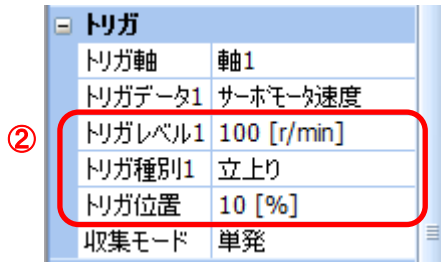 トリガ
トリガ軸 軸1
トリガデータ1 サーボモータ速度
② トリガレベル1 100 [r/min]
トリガ種別1 立上り
トリガ位置 10 [%]
収集モード 単発